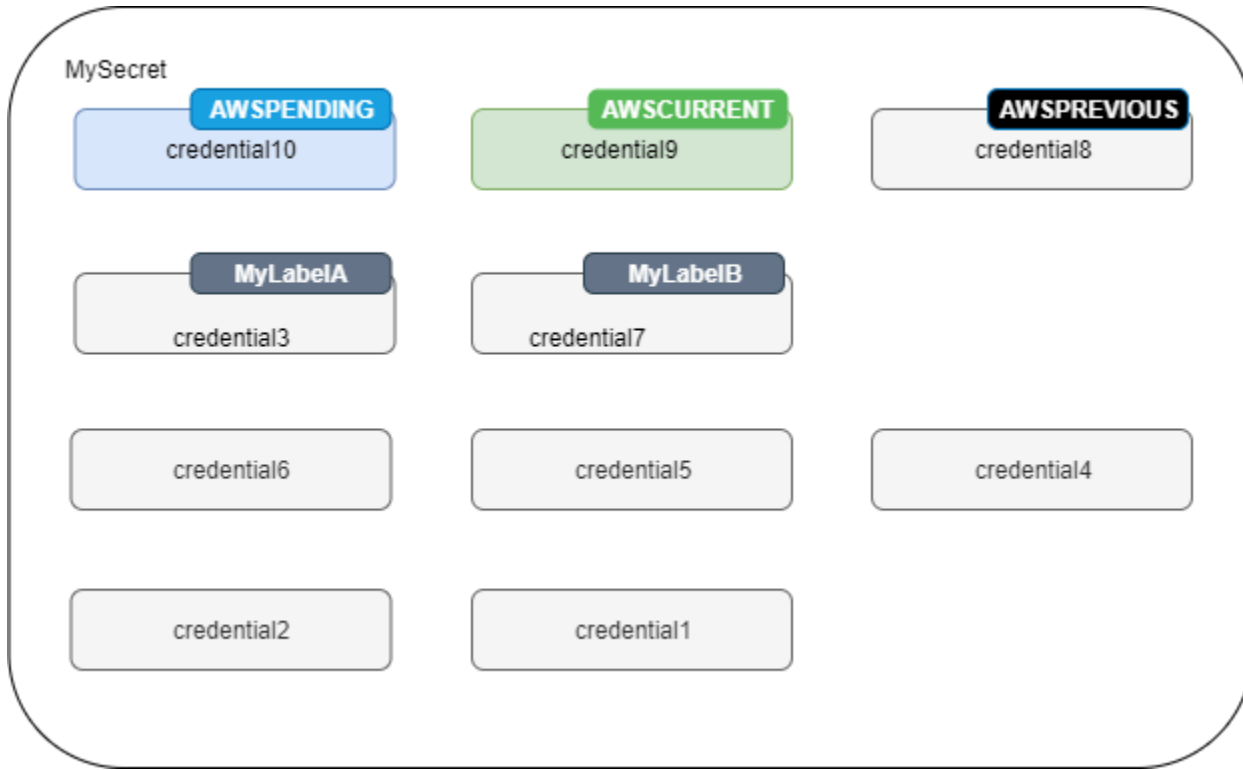 MySecret
AWSPENDING
credential10
AWSCURRENT
credential9
AWSPREVIOUS
credential8
MyLabelA
credential3
MyLabelB
credential7
credential6
credential5
credential4
credential2
credential1